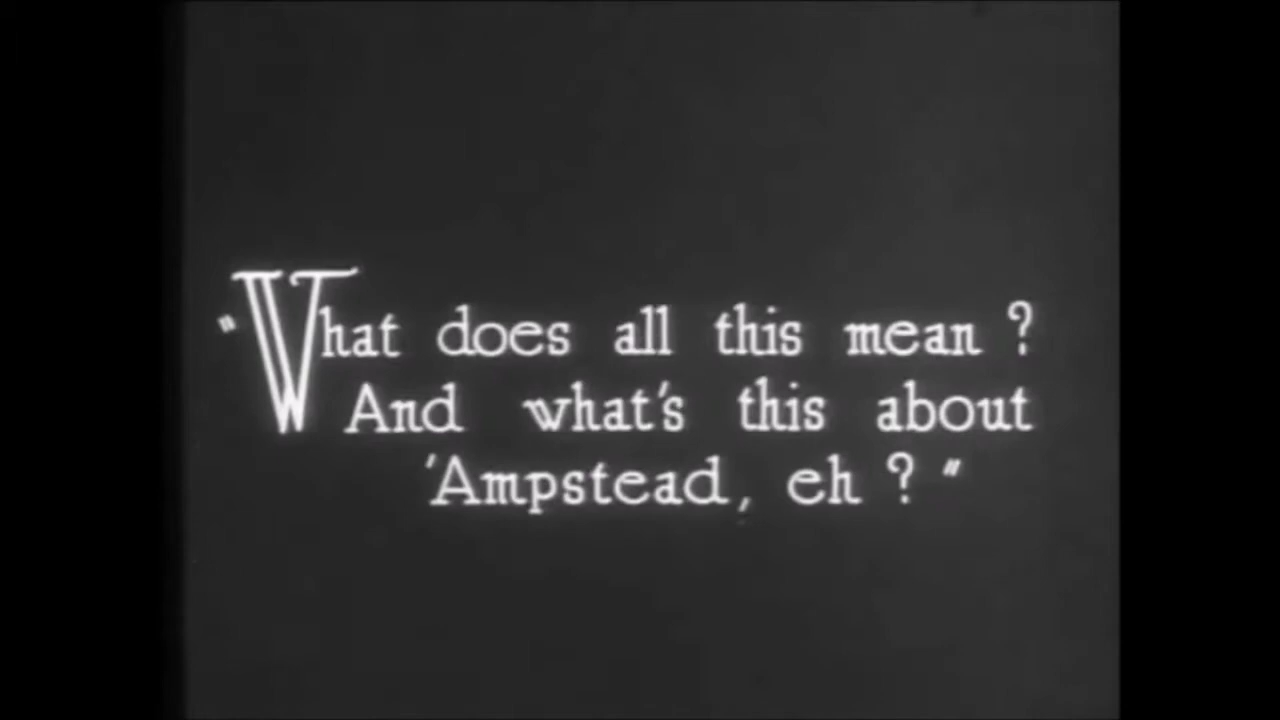 "What does all this mean ?
And what's this about
'Ampstead, eh ? "